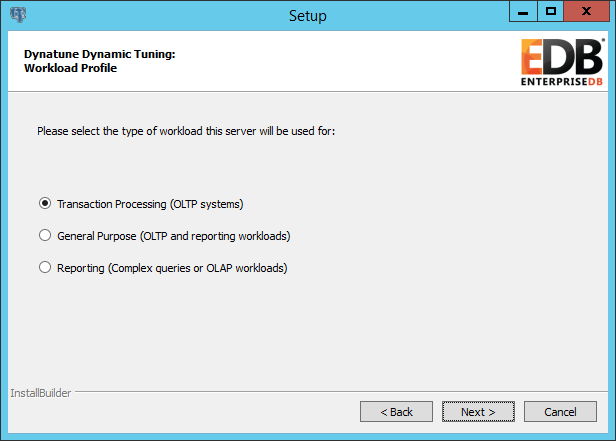 Setup
Dynatune Dynamic Tuning:
Workload Profile
EDB
ENTERPRISEDB
Please select the type of workload this server will be used for:
Transaction Processing (OLTP systems)
General Purpose (OLTP and reporting workloads)
Reporting (Complex queries or OLAP workloads)
InstallBuilder
< Back
Next >
Cancel